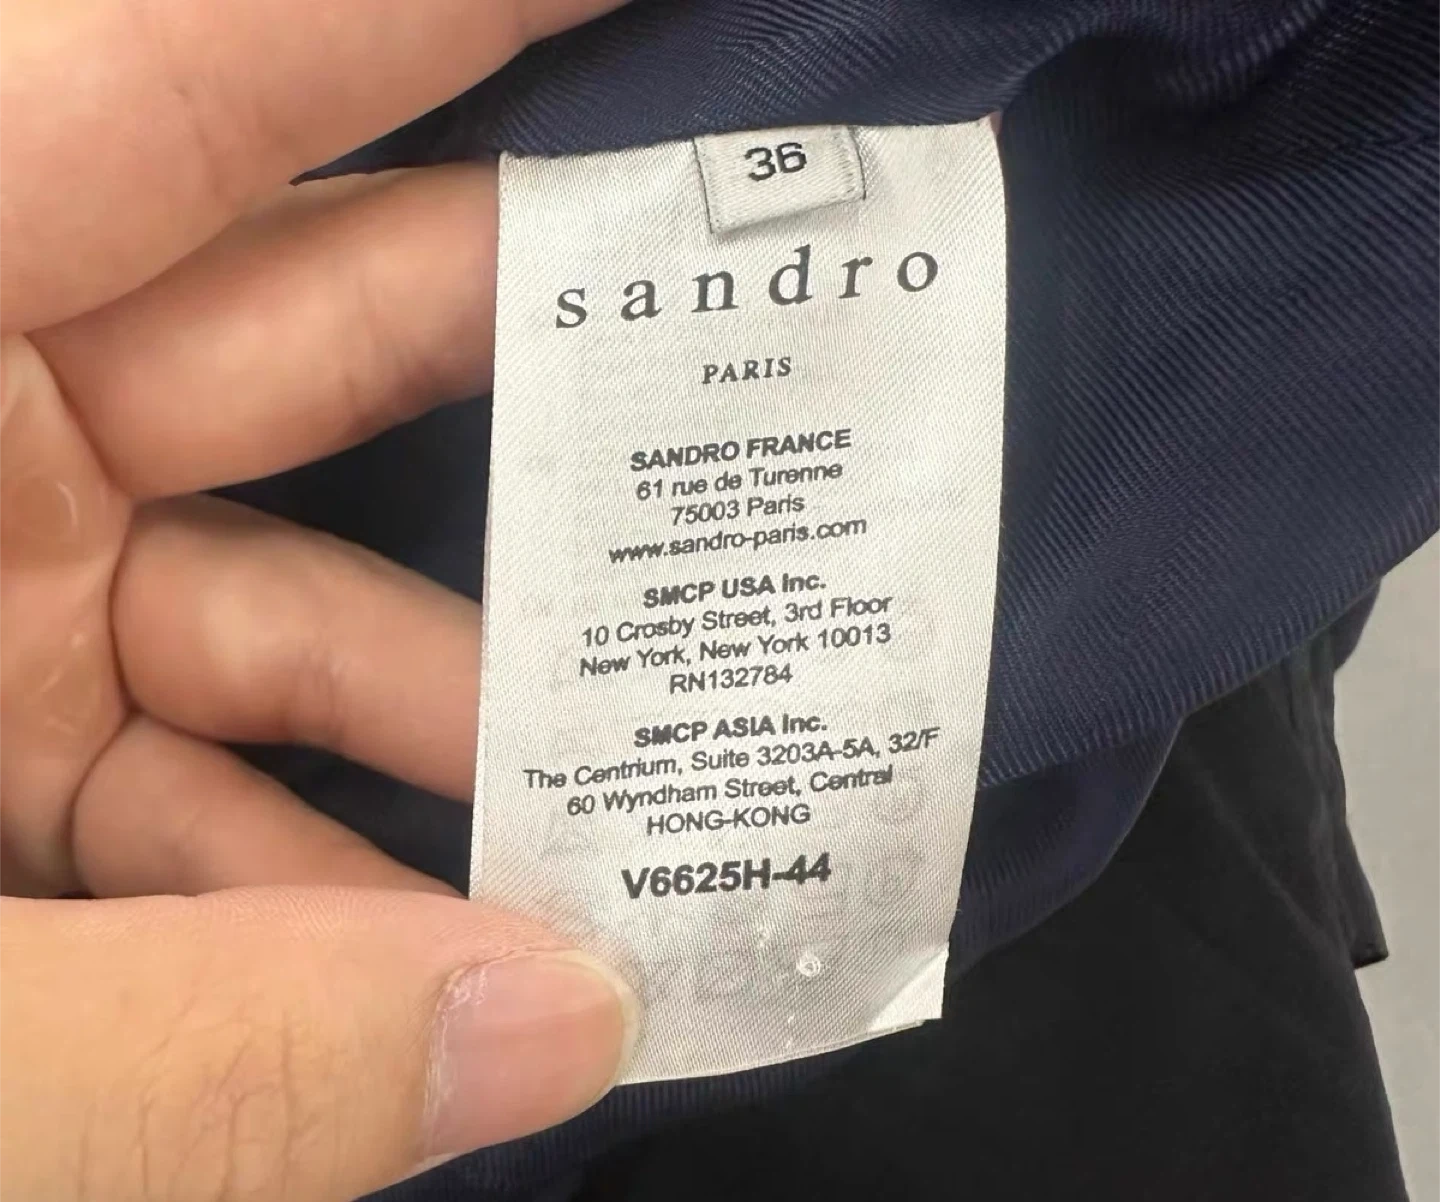 36
sandro
PARIS
SANDRO FRANCE
61 rue de Turenne
75003 Paris
www.sandro-paris.com
SMCP USA Inc.
10 Crosby Street, 3rd Floor
New York, New York 10013
RN132784
SMCP ASIA Inc.
The Centrium, Suite 3203A-5A, 32/F
60 Wyndham Street, Central
HONG-KONG
V6625H-44